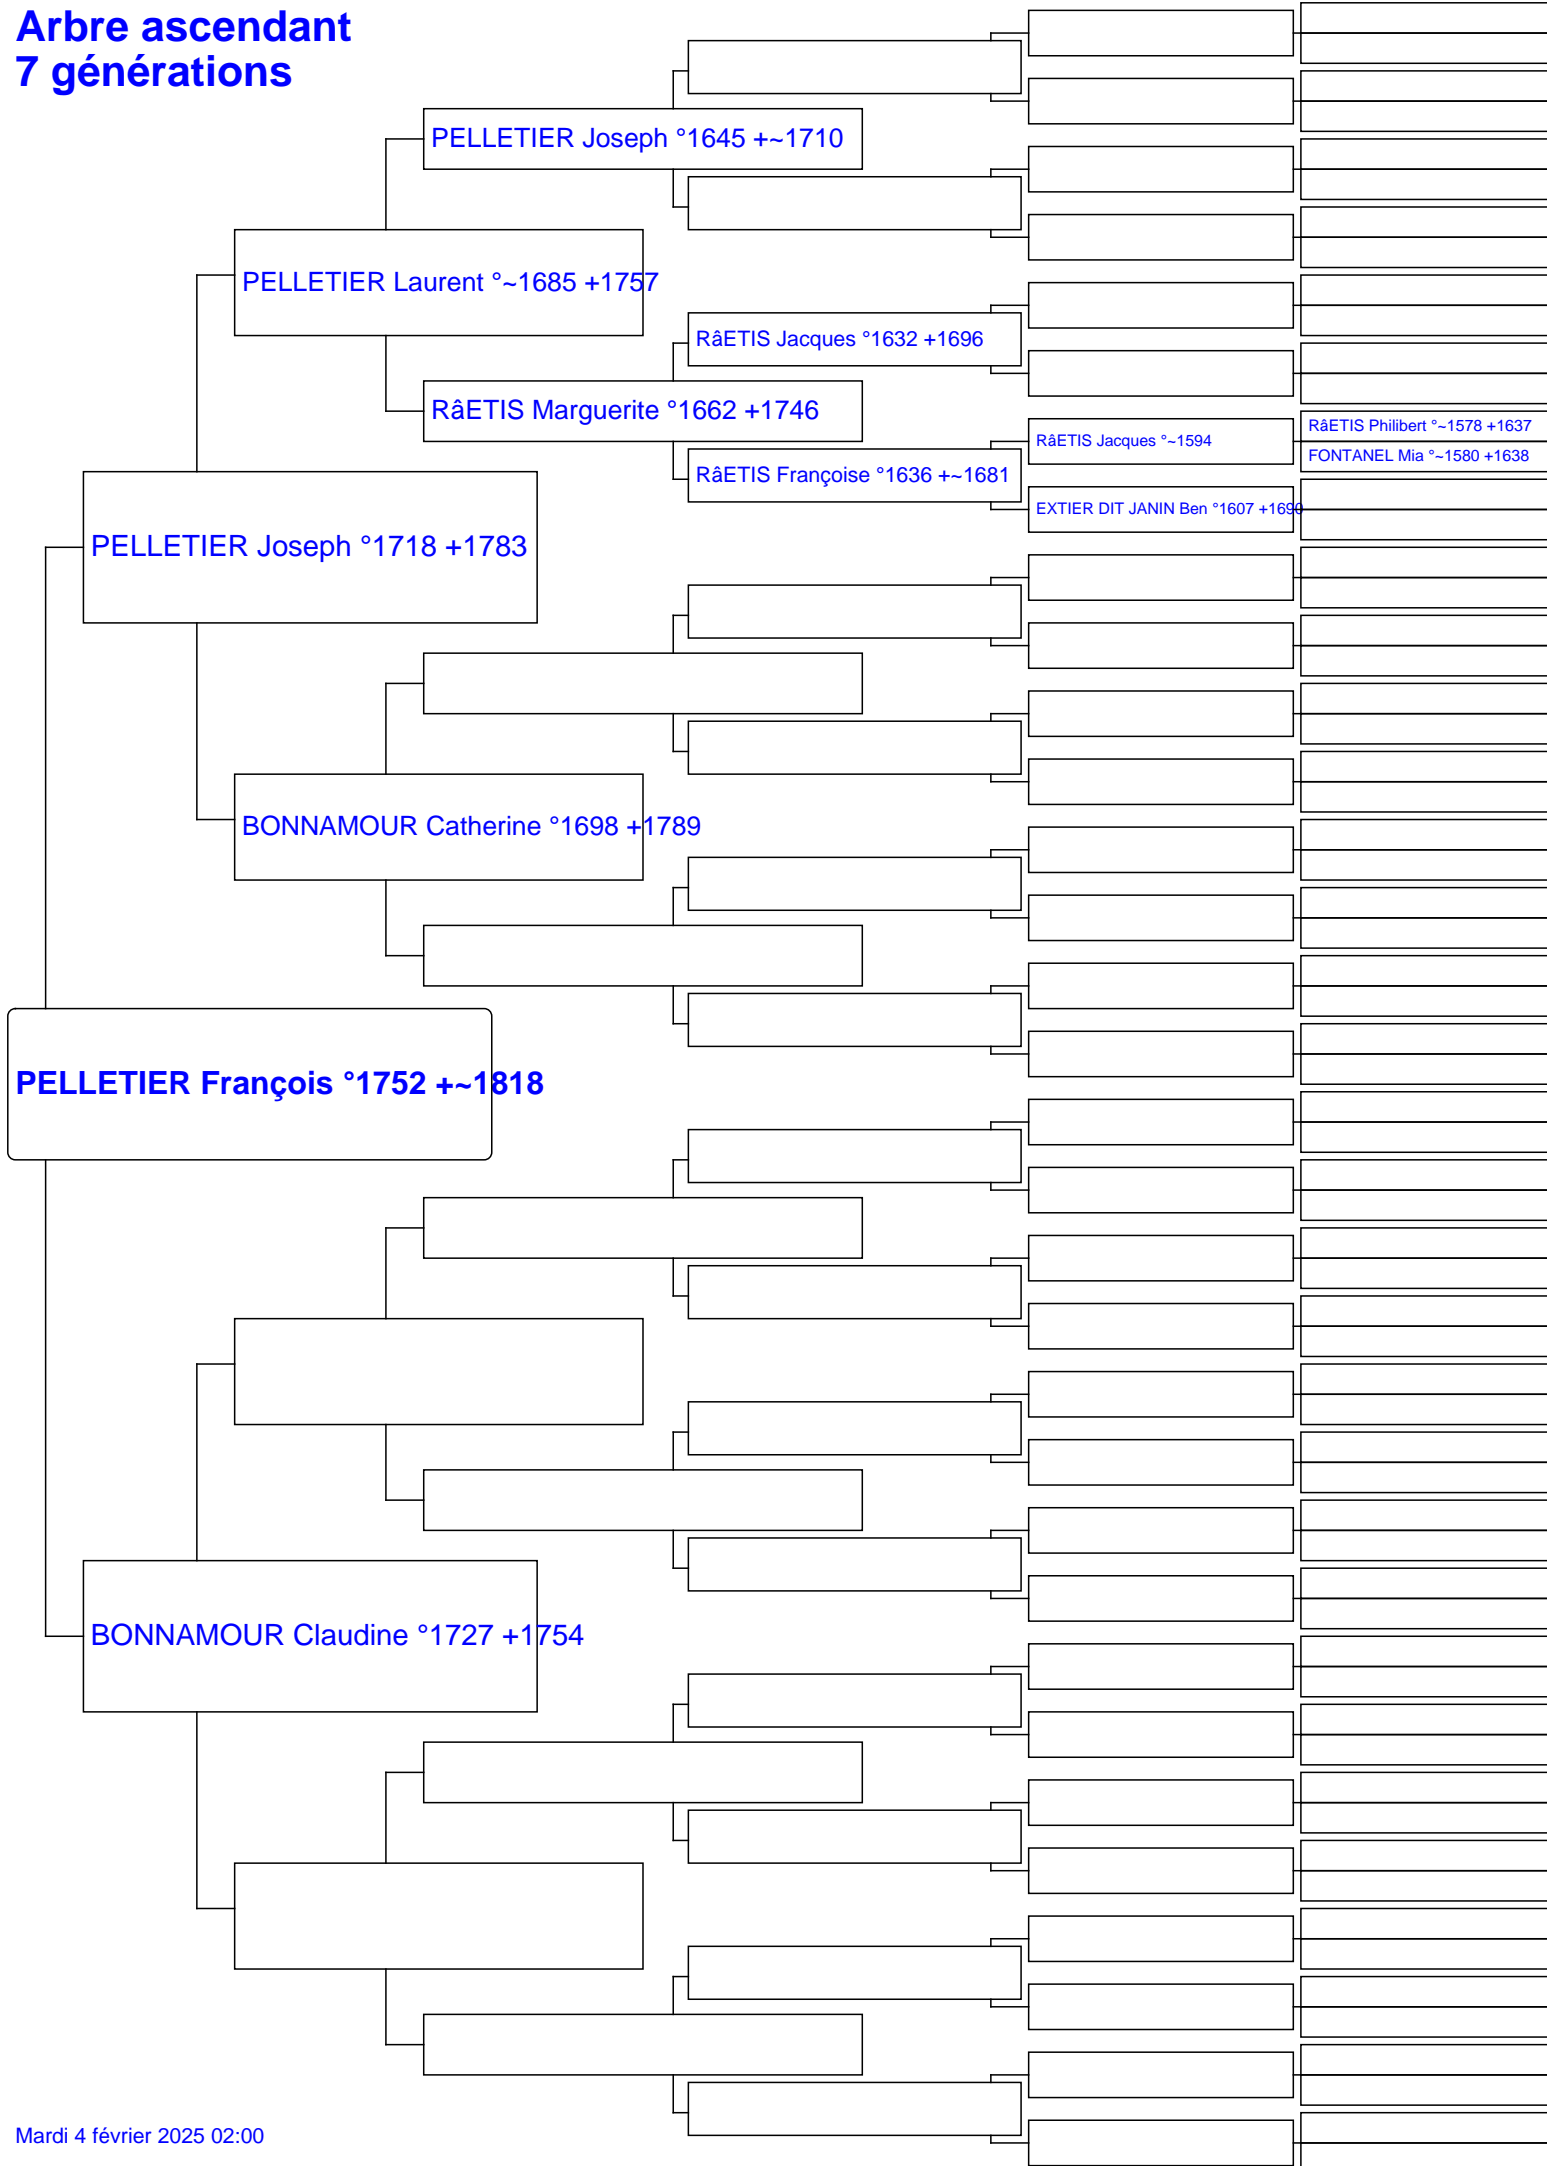 Arbre ascendant
7 générations
PELLETIER Joseph °1645 +~1710
PELLETIER Laurent °~1685 +1757
RâETIS Jacques °1632 +1696
RâETIS Marguerite °1662 +1746
RâETIS Philibert °~1578 +1637
RâETIS Jacques °~1594
FONTANEL Mia °~1580 +1638
RâETIS Françoise °1636 +~1681
EXTIER DIT JANIN Ben °1607 +1690
PELLETIER Joseph °1718 +1783
BONNAMOUR Catherine °1698 +1789
PELLETIER François °1752 +~1818
BONNAMOUR Claudine °1727 +1754
Mardi 4 février 2025 02:00